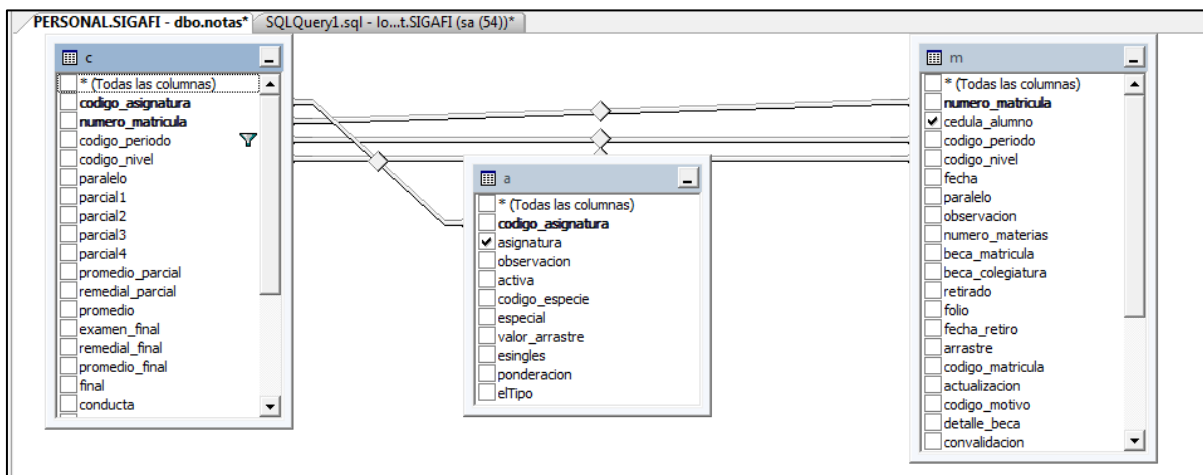 PERSONAL.SIGAFI - dbo.notas* SQLQuery1.sql - lo...t.SIGAFI (sa (54))*
c
* (Todas las columnas)
codigo_asignatura
numero_matricula
codigo_periodo
codigo_nivel
paralelo
parcial1
parcial2
parcial3
parcial4
promedio_parcial
remedial_parcial
promedio
examen_final
remedial_final
promedio_final
final
conducta
a
* (Todas las columnas)
codigo_asignatura
asignatura
observacion
activa
codigo_especie
especial
valor_arrastre
esingles
ponderacion
elTipo
m
* (Todas las columnas)
numero_matricula
cedula_alumno
codigo_periodo
codigo_nivel
fecha
paralelo
observacion
numero_materias
beca_matricula
beca_colegiatura
retirado
folio
fecha_retiro
arrastre
codigo_matricula
actualizacion
codigo_motivo
detalle_beca
convalidacion